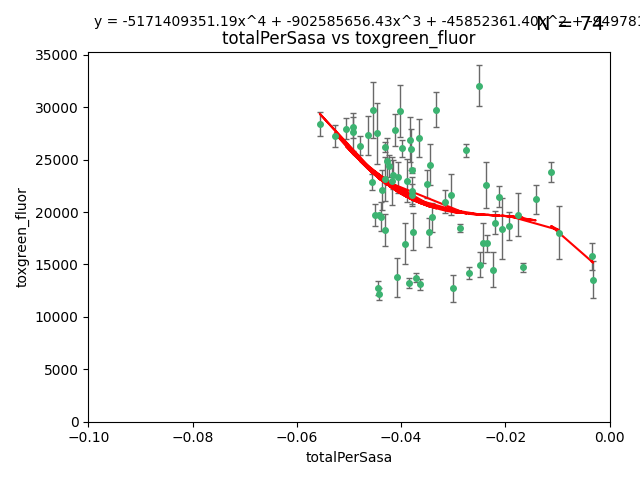 y = -5171409351.19x^4 + -902585656.43x^3 + -45852361.40x^2 +
N = 74
totalPerSasa vs toxgreen_fluor
35000
30000
25000
20000
15000
10000
5000
0
toxgreen_fluor
−0.10 −0.08 −0.06 −0.04 −0.02 0.00
totalPerSasa